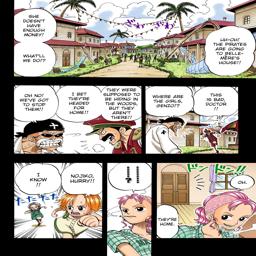 SHE
DOESN'T
HAVE
ENOUGH
MONEY!
WHAT'LL
WE DO!?
UH-OH!
THE PIRATES
ARE GOING
TO BELLE-
MÈRE'S
HOUSE!!
OH NO!
WE'VE GOT
TO STOP
THEM!!
I BET
THEY'RE
HEADED
FOR
HOME!!
THEY WERE
SUPPOSED TO
BE HIDING IN
THE WOODS,
BUT THEY
AREN'T
THERE!!
WHERE ARE
THE GIRLS,
GENZO!?
THIS IS
BAD,
DOCTOR
!!
I
KNOW
!!
NOJIKO,
HURRY!!
OH.
THEY'RE
HOME.